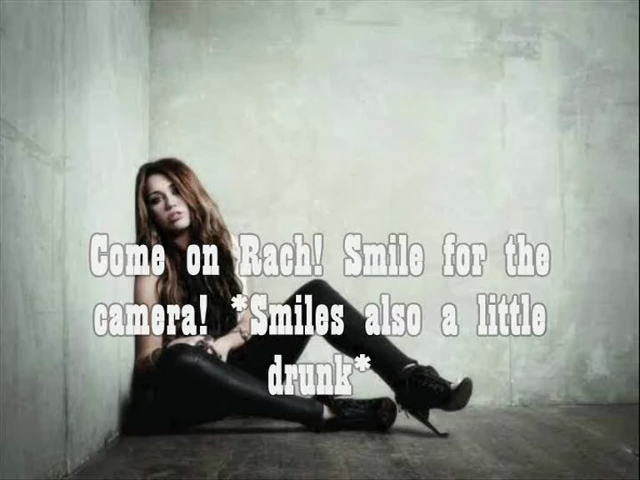 Come on Rach! Smile for the
camera! *Smiles also a little
drunk*